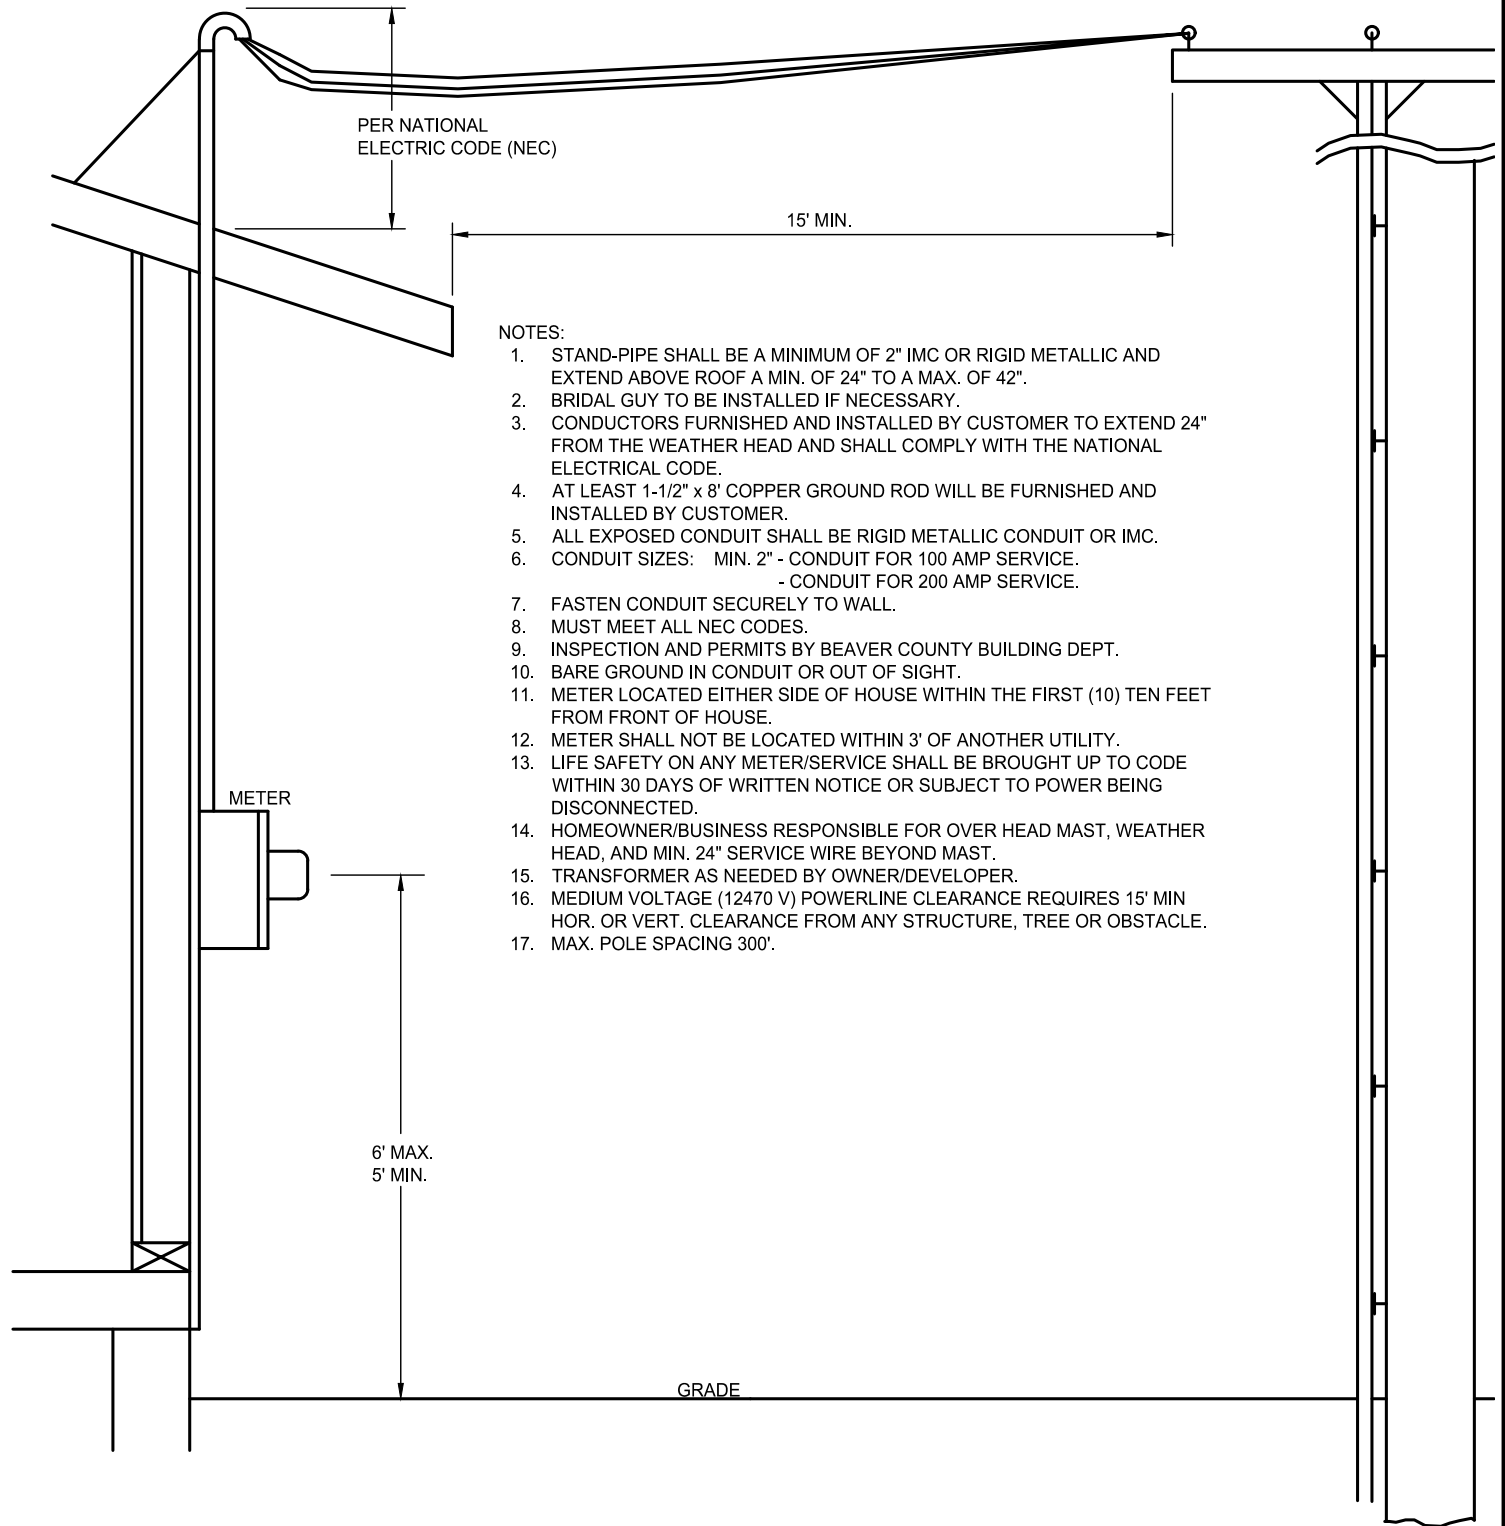 PER NATIONAL
ELECTRIC CODE (NEC)
15' MIN.
NOTES:
1. STAND-PIPE SHALL BE A MINIMUM OF 2" IMC OR RIGID METALLIC AND
EXTEND ABOVE ROOF A MIN. OF 24" TO A MAX. OF 42".
2. BRIDAL GUY TO BE INSTALLED IF NECESSARY.
3. CONDUCTORS FURNISHED AND INSTALLED BY CUSTOMER TO EXTEND 24"
FROM THE WEATHER HEAD AND SHALL COMPLY WITH THE NATIONAL
ELECTRICAL CODE.
4. AT LEAST 1-1/2" x 8' COPPER GROUND ROD WILL BE FURNISHED AND
INSTALLED BY CUSTOMER.
5. ALL EXPOSED CONDUIT SHALL BE RIGID METALLIC CONDUIT OR IMC.
6. CONDUIT SIZES: MIN. 2" - CONDUIT FOR 100 AMP SERVICE.
- CONDUIT FOR 200 AMP SERVICE.
7. FASTEN CONDUIT SECURELY TO WALL.
8. MUST MEET ALL NEC CODES.
9. INSPECTION AND PERMITS BY BEAVER COUNTY BUILDING DEPT.
10. BARE GROUND IN CONDUIT OR OUT OF SIGHT.
11. METER LOCATED EITHER SIDE OF HOUSE WITHIN THE FIRST (10) TEN FEET
FROM FRONT OF HOUSE.
12. METER SHALL NOT BE LOCATED WITHIN 3' OF ANOTHER UTILITY.
13. LIFE SAFETY ON ANY METER/SERVICE SHALL BE BROUGHT UP TO CODE
WITHIN 30 DAYS OF WRITTEN NOTICE OR SUBJECT TO POWER BEING
DISCONNECTED.
14. HOMEOWNER/BUSINESS RESPONSIBLE FOR OVER HEAD MAST, WEATHER
HEAD, AND MIN. 24" SERVICE WIRE BEYOND MAST.
15. TRANSFORMER AS NEEDED BY OWNER/DEVELOPER.
16. MEDIUM VOLTAGE (12470 V) POWERLINE CLEARANCE REQUIRES 15' MIN
HOR. OR VERT. CLEARANCE FROM ANY STRUCTURE, TREE OR OBSTACLE.
17. MAX. POLE SPACING 300'.
METER
6' MAX.
5' MIN.
GRADE